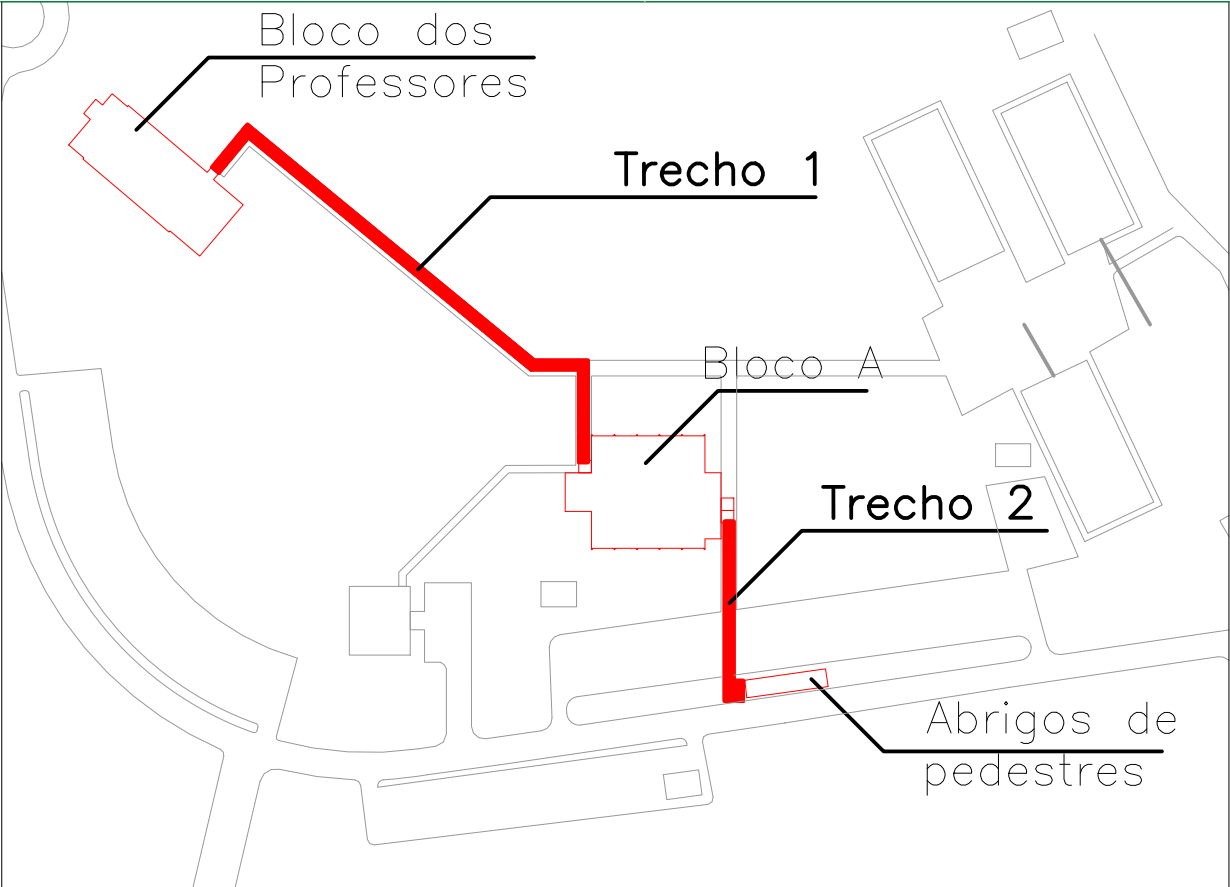 Bloco dos
Professores
Trecho 1
Bloco A
Trecho 2
Abrigos de
pedestres